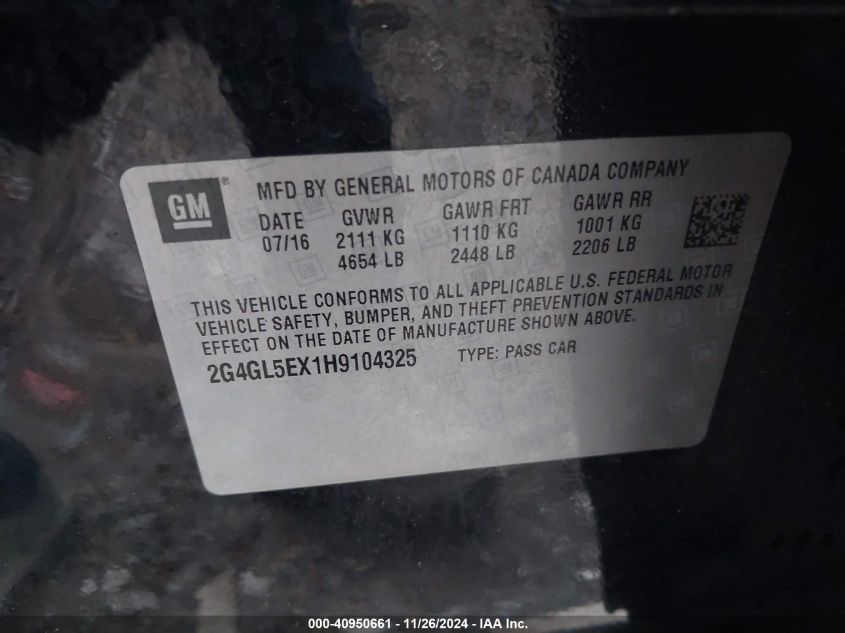 GM ®
MFD BY GENERAL MOTORS OF CANADA COMPANY
DATE GVWR GAWR FRT GAWR RR
07/16 2111 KG 1110 KG 1001 KG
4654 LB 2448 LB 2206 LB
THIS VEHICLE CONFORMS TO ALL APPLICABLE U.S. FEDERAL MOTOR
VEHICLE SAFETY, BUMPER, AND THEFT PREVENTION STANDARDS IN
EFFECT ON THE DATE OF MANUFACTURE SHOWN ABOVE.
2G4GL5EX1H9104325 TYPE: PASS CAR
000-40950661 - 11/26/2024 - IAA Inc.